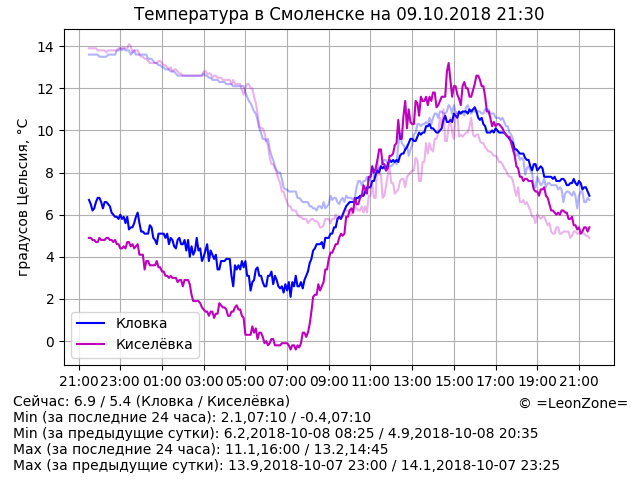 Температура в Смоленске на 09.10.2018 21:30
градусов Цельсия, °C
14
12
10
8
6
4
2
0
Кловка
Киселёвка
21:00 23:00 01:00 03:00 05:00 07:00 09:00 11:00 13:00 15:00 17:00 19:00 21:00
Сейчас: 6.9 / 5.4 (Кловка / Киселёвка)
© =LeonZone=
Min (за последние 24 часа): 2.1,07:10 / -0.4,07:10
Min (за предыдущие сутки): 6.2,2018-10-08 08:25 / 4.9,2018-10-08 20:35
Max (за последние 24 часа): 11.1,16:00 / 13.2,14:45
Max (за предыдущие сутки): 13.9,2018-10-07 23:00 / 14.1,2018-10-07 23:25